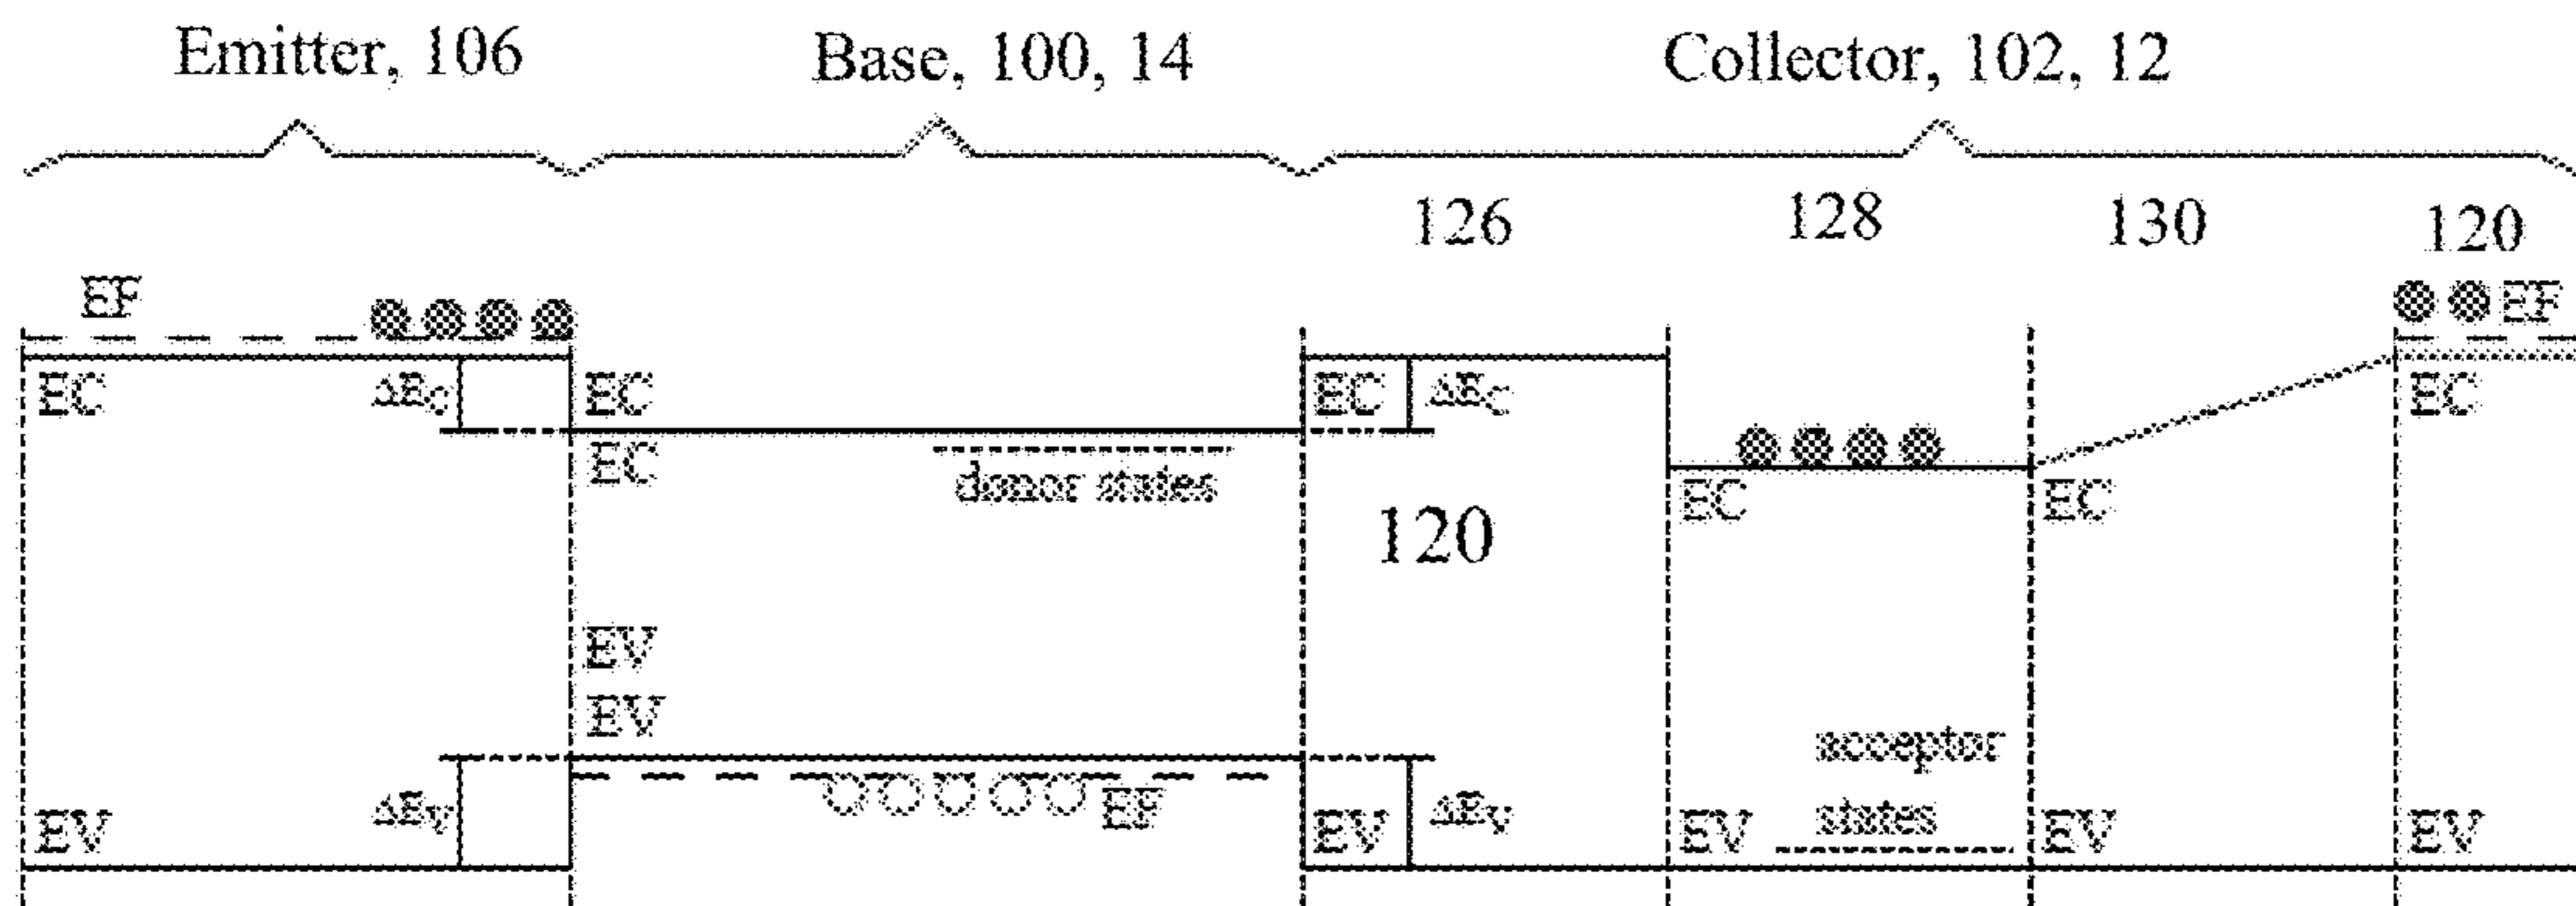 Emitter, 106
Base, 100, 14
Collector, 102, 12
126
128
130
120
EF
EF
EC
ΔEC
EC
EC
ΔEC
EC
EC
donor states
EC
EC
120
EV
EV
acceptor
states
EV
ΔEV
EF
EV
ΔEV
EV
EV
EV